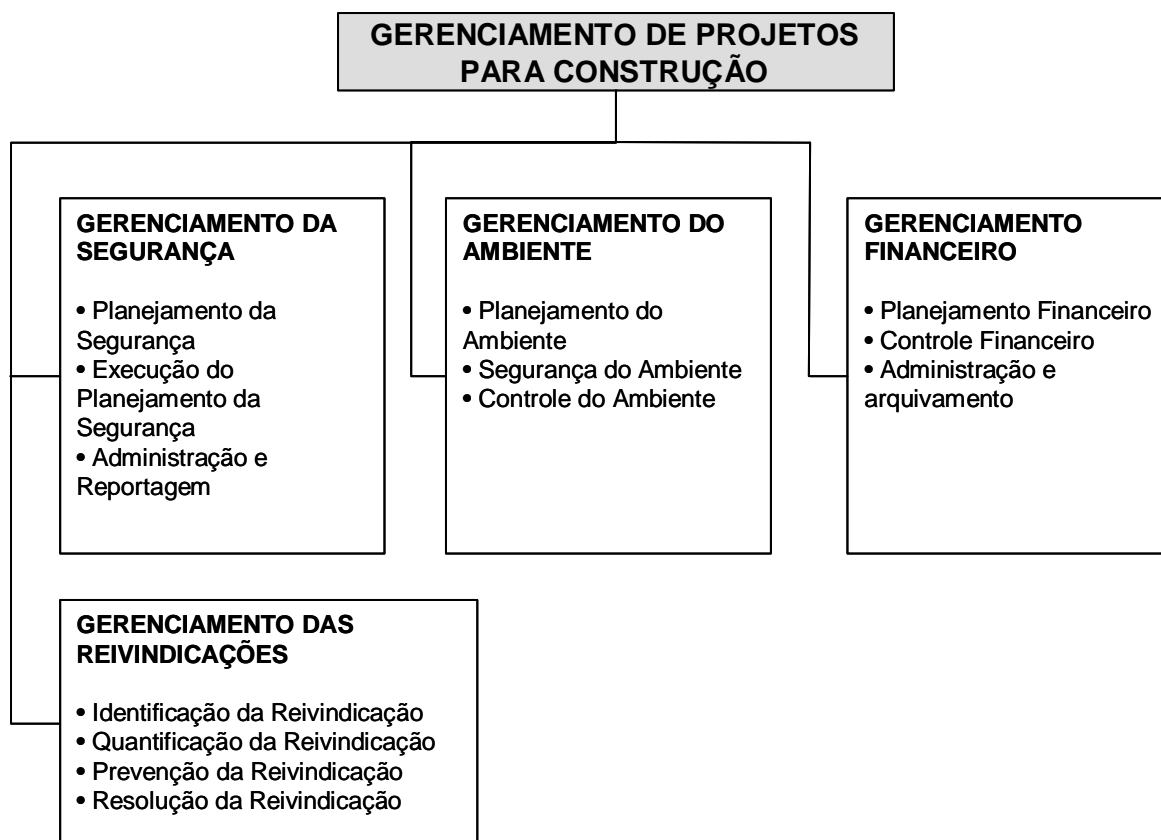 GERENCIAMENTO DE PROJETOS
PARA CONSTRUÇÃO
GERENCIAMENTO DA
SEGURANÇA
• Planejamento da
Segurança
• Execução do
Planejamento da
Segurança
• Administração e
Reportagem
GERENCIAMENTO DO
AMBIENTE
• Planejamento do
Ambiente
• Segurança do Ambiente
• Controle do Ambiente
GERENCIAMENTO
FINANCEIRO
• Planejamento Financeiro
• Controle Financeiro
• Administração e
arquivamento
GERENCIAMENTO DAS
REIVINDICAÇÕES
• Identificação da Reivindicação
• Quantificação da Reivindicação
• Prevenção da Reivindicação
• Resolução da Reivindicação